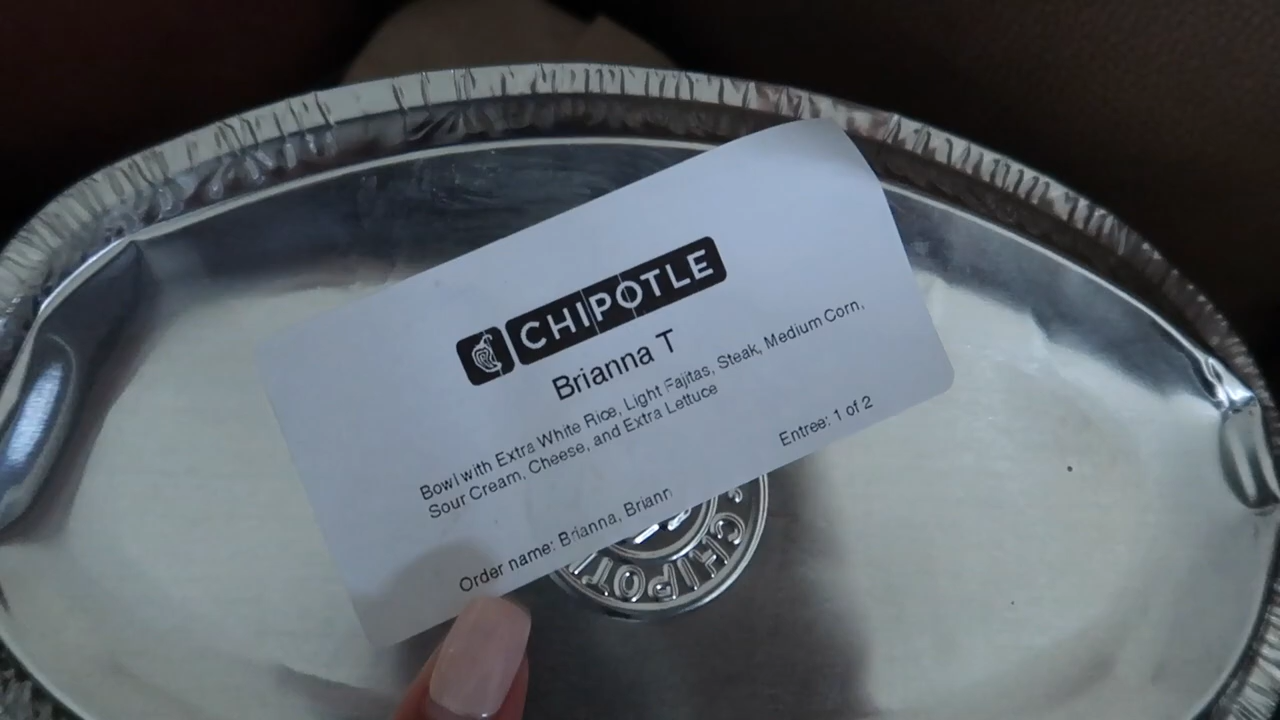 CHIPOTLE
Brianna T
Bowl with Extra White Rice, Light Fajitas, Steak, Medium Corn,
Sour Cream, Cheese, and Extra Lettuce
Entree: 1 of 2
Order name: Brianna, Briann
CHIPOT